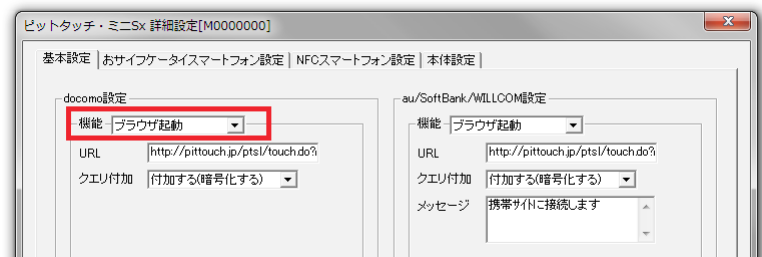 ピットタッチ・ミニSx 詳細設定[M0000000]
基本設定 おサイフケータイスマートフォン設定 NFCスマートフォン設定 本体設定
docomo設定
機能 ブラウザ起動
URL http://pittouch.jp/ptsl/touch.do?
クエリ付加 付加する(暗号化する)
au/SoftBank/WILLCOM設定
機能 ブラウザ起動
URL http://pittouch.jp/ptsl/touch.do?
クエリ付加 付加する(暗号化する)
メッセージ 携帯サイトに接続します